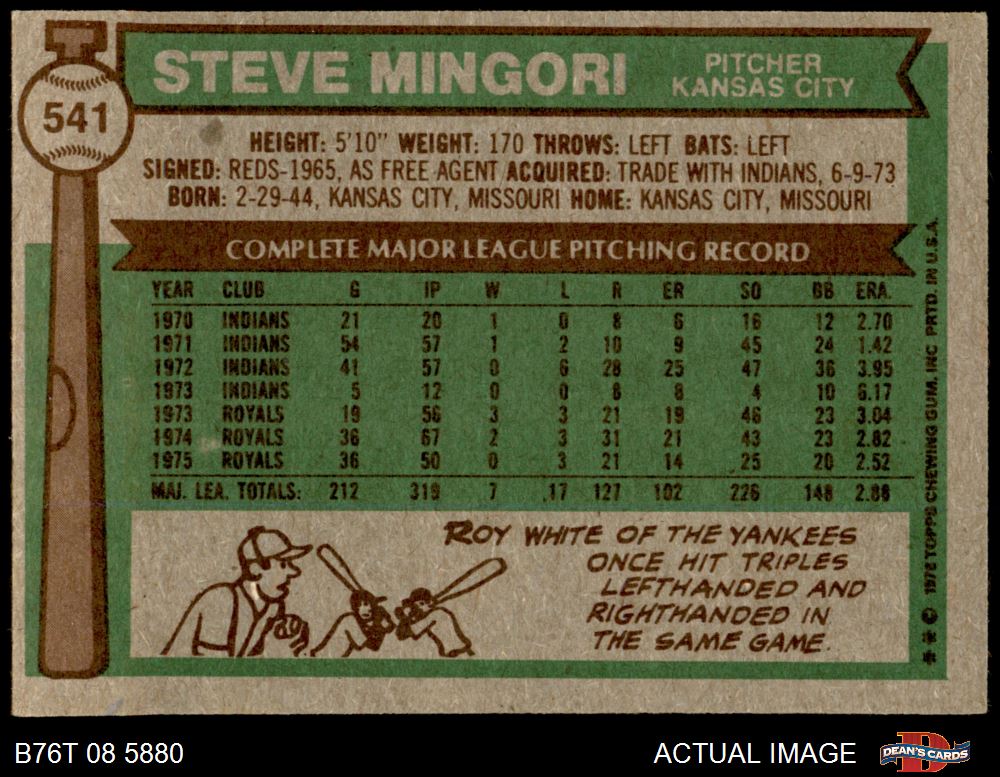 541
STEVE MINGORI
PITCHER
KANSAS CITY
HEIGHT: 5'10" WEIGHT: 170 THROWS: LEFT BATS: LEFT
SIGNED: REDS-1965, AS FREE AGENT ACQUIRED: TRADE WITH INDIANS, 6-9-73
BORN: 2-29-44, KANSAS CITY, MISSOURI HOME: KANSAS CITY, MISSOURI
COMPLETE MAJOR LEAGUE PITCHING RECORD
YEAR CLUB G IP W L R ER SO BB ERA.
1970 INDIANS 21 20 1 0 8 6 16 12 2.70
1971 INDIANS 54 57 1 2 10 9 45 24 1.42
1972 INDIANS 41 57 0 6 28 25 47 36 3.95
1973 INDIANS 5 12 0 0 8 8 4 10 6.17
1973 ROYALS 19 56 3 3 21 19 46 23 3.04
1974 ROYALS 36 67 2 3 31 21 43 23 2.82
1975 ROYALS 36 50 0 3 21 14 25 20 2.52
MAJ. LEA. TOTALS: 212 319 7 17 127 102 226 148 2.88
ROY WHITE OF THE YANKEES
ONCE HIT TRIPLES
LEFTHANDED AND
RIGHTHANDED IN
THE SAME GAME.
** © 1976 TOPPS CHEWING GUM, INC. PRTD. IN U.S.A.
B76T 08 5880
ACTUAL IMAGE
DEAN'S CARDS